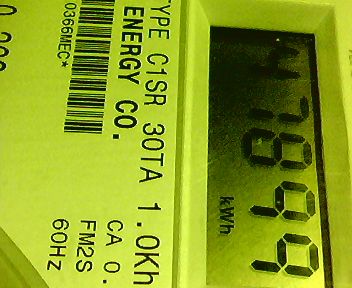 47899
kWh
TYPE C1SR 30TA 1.0Kh
ENERGY CO.
CA 0.
FM2S
60Hz
0366MEC*